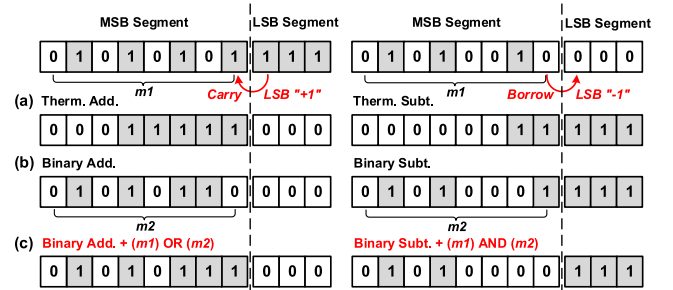 MSB Segment LSB Segment MSB Segment LSB Segment
0 1 0 1 0 1 0 1 1 1 1 0 1 0 1 0 0 1 0 0 0 0
m1 Carry LSB "+1" m1 Borrow LSB "-1"
(a) Therm. Add. Therm. Subt.
0 0 0 1 1 1 1 1 0 0 0 0 0 0 0 0 0 1 1 1 1 1
(b) Binary Add. Binary Subt.
0 1 0 1 0 1 1 0 0 0 0 0 1 0 1 0 0 0 1 1 1 1
m2 m2
(c) Binary Add. + (m1) OR (m2) Binary Subt. + (m1) AND (m2)
0 1 0 1 0 1 1 1 0 0 0 0 1 0 1 0 0 0 0 1 1 1